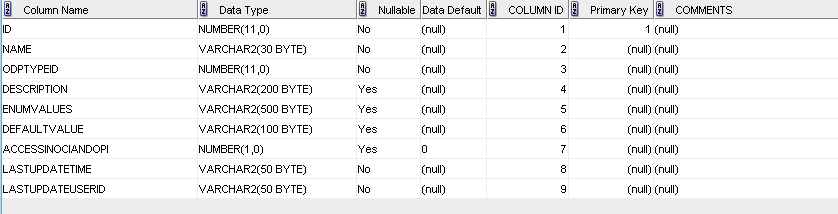 Column Name Data Type Nullable Data Default COLUMN ID Primary Key COMMENTS
ID NUMBER(11,0) No (null) 1 1 (null)
NAME VARCHAR2(30 BYTE) No (null) 2 (null) (null)
ODPTYPEID NUMBER(11,0) No (null) 3 (null) (null)
DESCRIPTION VARCHAR2(200 BYTE) Yes (null) 4 (null) (null)
ENUMVALUES VARCHAR2(500 BYTE) Yes (null) 5 (null) (null)
DEFAULTVALUE VARCHAR2(100 BYTE) Yes (null) 6 (null) (null)
ACCESSINOCIANDOPI NUMBER(1,0) Yes 0 7 (null) (null)
LASTUPDATETIME VARCHAR2(50 BYTE) No (null) 8 (null) (null)
LASTUPDATEUSERID VARCHAR2(50 BYTE) No (null) 9 (null) (null)